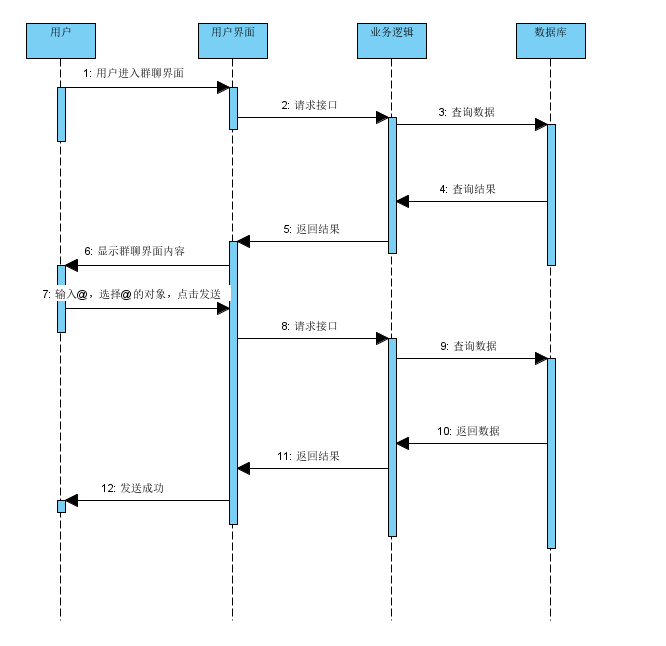 用户
用户界面
业务逻辑
数据库
1: 用户进入群聊界面
2: 请求接口
3: 查询数据
4: 查询结果
5: 返回结果
6: 显示群聊界面内容
7: 输入@，选择@的对象，点击发送
8: 请求接口
9: 查询数据
10: 返回数据
11: 返回结果
12: 发送成功